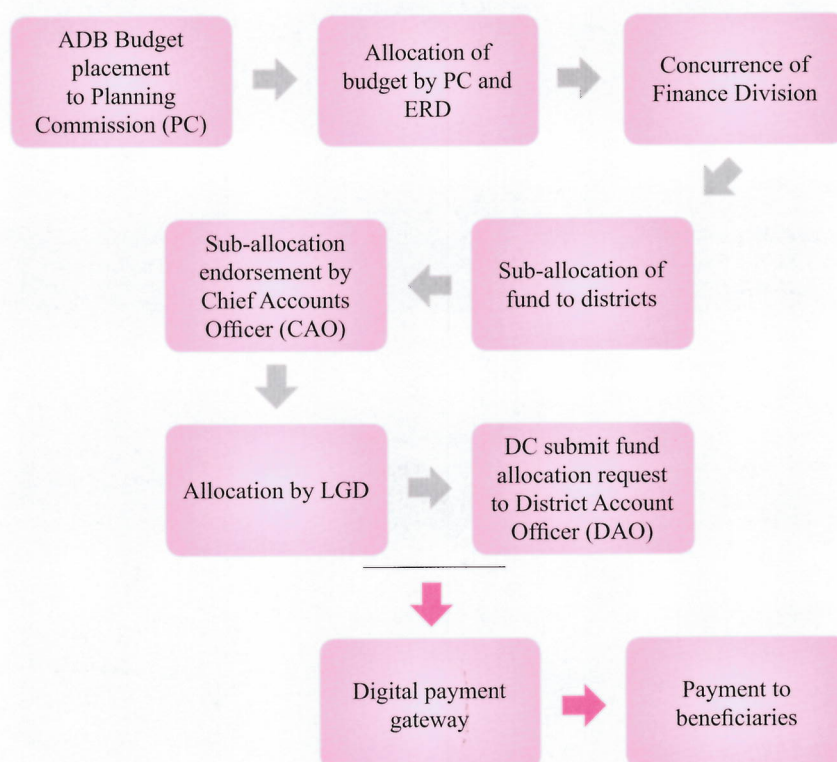 ADB Budget
placement
to Planning
Commission (PC)
Allocation of
budget by PC and
ERD
Concurrence of
Finance Division
Sub-allocation of
fund to districts
Sub-allocation
endorsement by
Chief Accounts
Officer (CAO)
Allocation by LGD
DC submit fund
allocation request
to District Account
Officer (DAO)
Digital payment
gateway
Payment to
beneficiaries